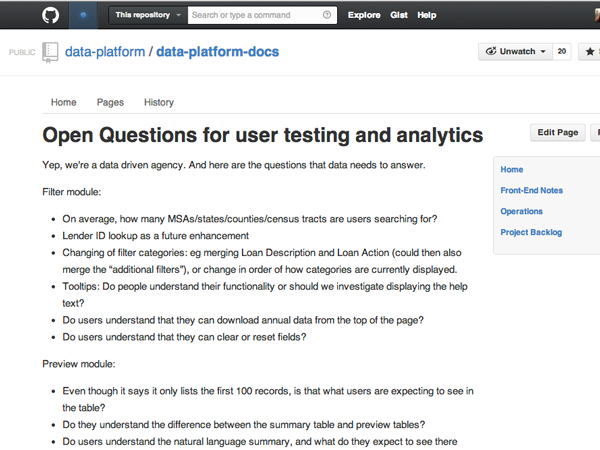 This repository
Search or type a command
Explore Gist Help
PUBLIC
data-platform / data-platform-docs
Unwatch
20
Home Pages History
Open Questions for user testing and analytics
Edit Page
Yep, we're a data driven agency. And here are the questions that data needs to answer.
Home
Front-End Notes
Operations
Project Backlog
Filter module:
• On average, how many MSAs/states/counties/census tracts are users searching for?
• Lender ID lookup as a future enhancement
• Changing of filter categories: eg merging Loan Description and Loan Action (could then also
merge the “additional filters”), or change in order of how categories are currently displayed.
• Tooltips: Do people understand their functionality or should we investigate displaying the help
text?
• Do users understand that they can download annual data from the top of the page?
• Do users understand that they can clear or reset fields?
Preview module:
• Even though it says it only lists the first 100 records, is that what users are expecting to see in
the table?
• Do they understand the difference between the summary table and preview tables?
• Do users understand the natural language summary, and what do they expect to see there